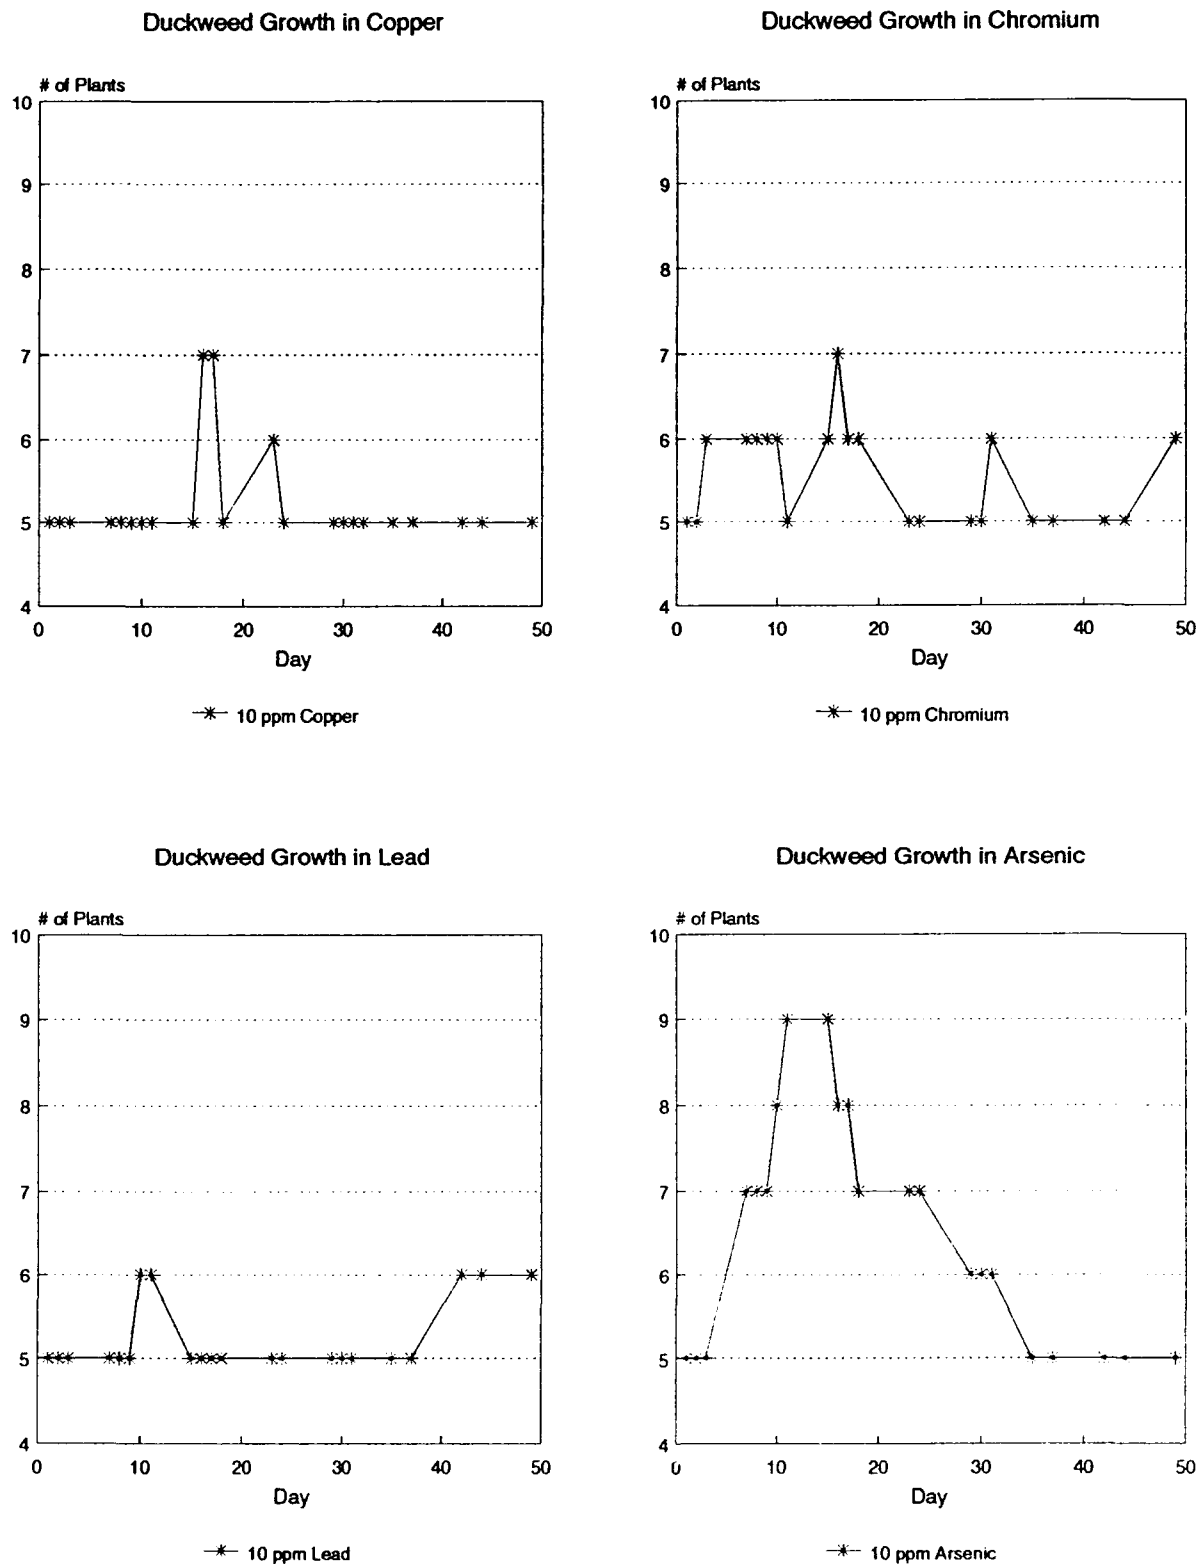 Duckweed Growth in Copper
# of Plants
10
9
8
7
6
5
4
0 10 20 30 40 50
Day
10 ppm Copper
Duckweed Growth in Chromium
# of Plants
10
9
8
7
6
5
4
0 10 20 30 40 50
Day
10 ppm Chromium
Duckweed Growth in Lead
# of Plants
10
9
8
7
6
5
4
0 10 20 30 40 50
Day
10 ppm Lead
Duckweed Growth in Arsenic
# of Plants
10
9
8
7
6
5
4
0 10 20 30 40 50
Day
10 ppm Arsenic